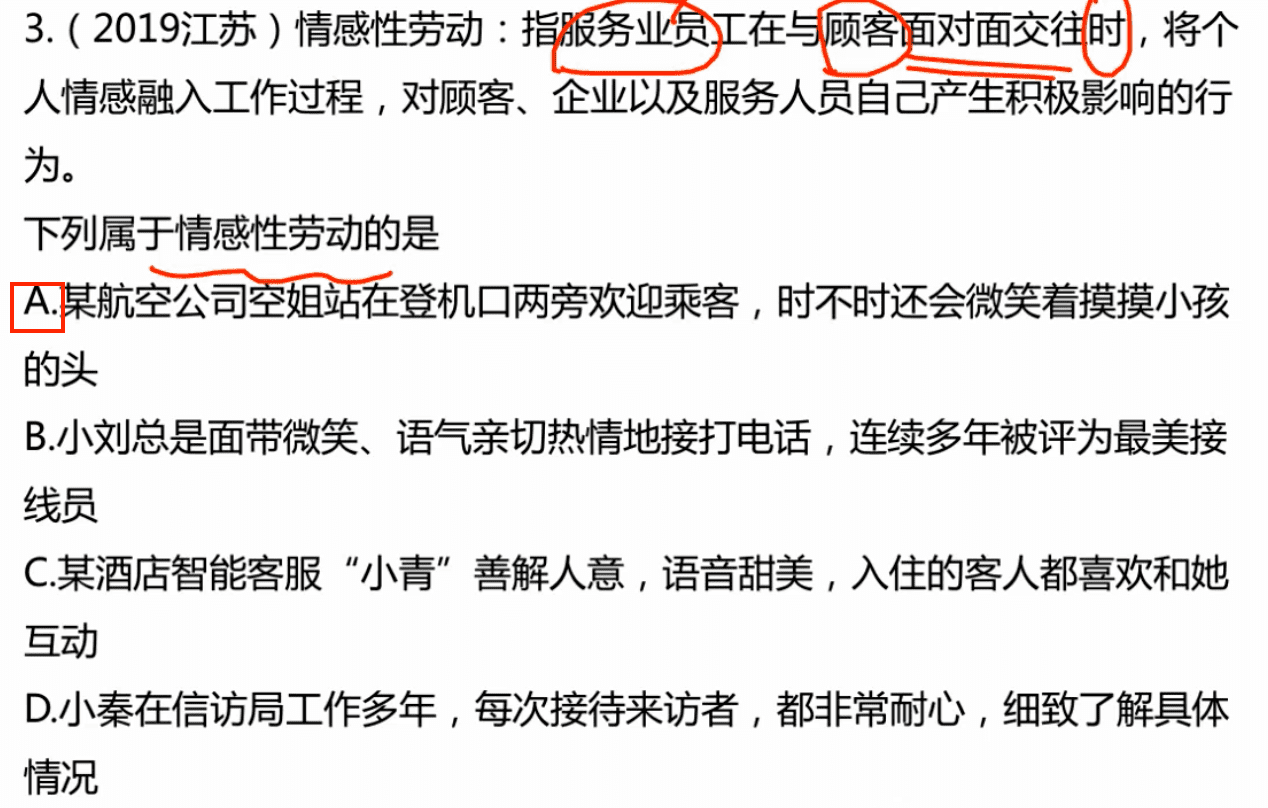 3.（2019江苏）情感性劳动：指服务业员工在与顾客面对面交往时，将个
人情感融入工作过程，对顾客、企业以及服务人员自己产生积极影响的行
为。
下列属于情感性劳动的是
A.某航空公司空姐站在登机口两旁欢迎乘客，时不时还会微笑着摸摸小孩
的头
B.小刘总是面带微笑、语气亲切热情地接打电话，连续多年被评为最美接
线员
C.某酒店智能客服“小青”善解人意，语音甜美，入住的客人都喜欢和她
互动
D.小秦在信访局工作多年，每次接待来访者，都非常耐心，细致了解具体
情况